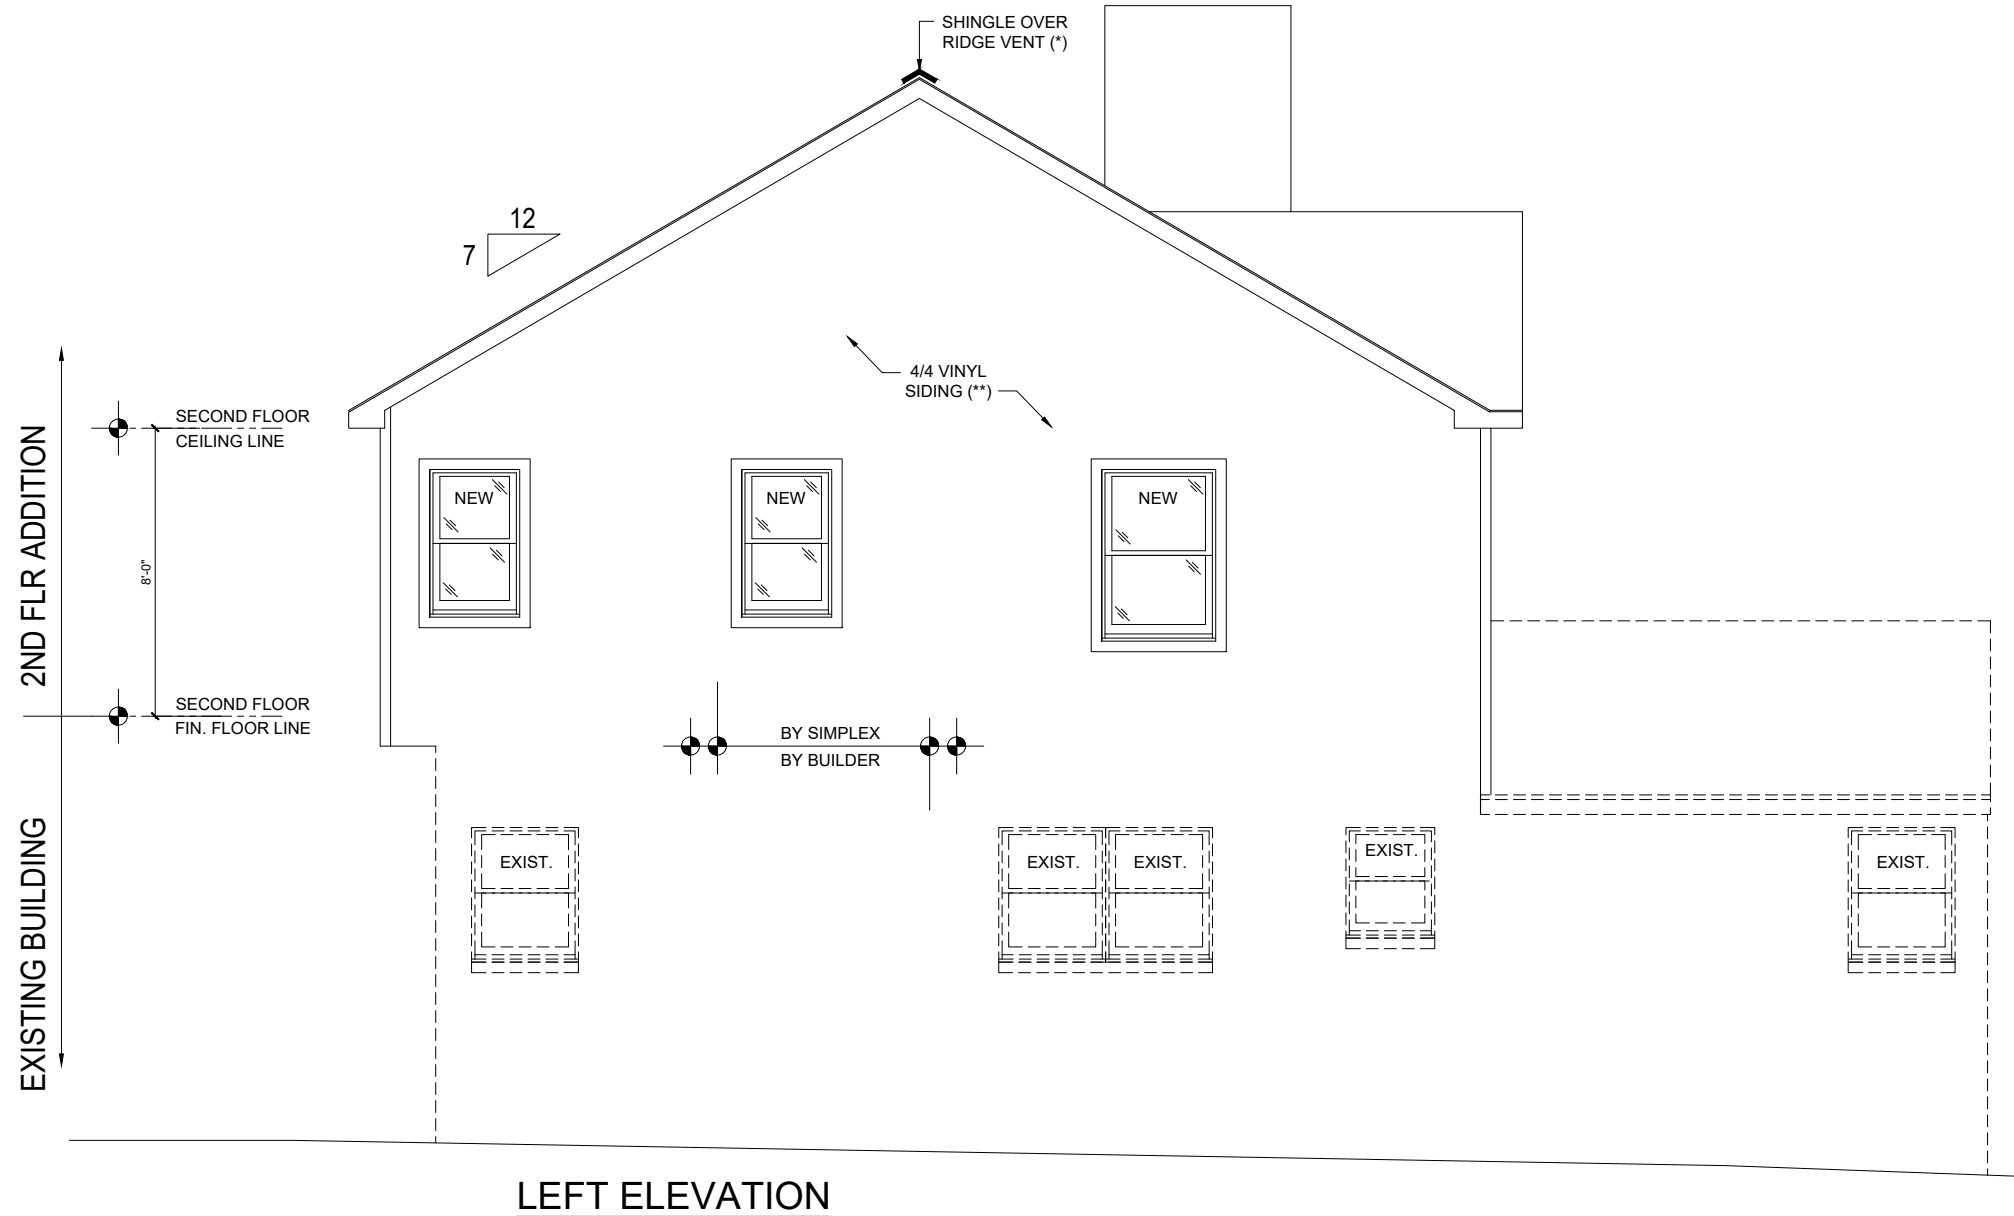 SHINGLE OVER
RIDGE VENT (*)
12
7
4/4 VINYL
SIDING (**)
SECOND FLOOR
CEILING LINE
2ND FLR ADDITION
8'-0"
NEW
NEW
NEW
SECOND FLOOR
FIN. FLOOR LINE
BY SIMPLEX
BY BUILDER
EXISTING BUILDING
EXIST.
EXIST.
EXIST.
EXIST.
EXIST.
LEFT ELEVATION